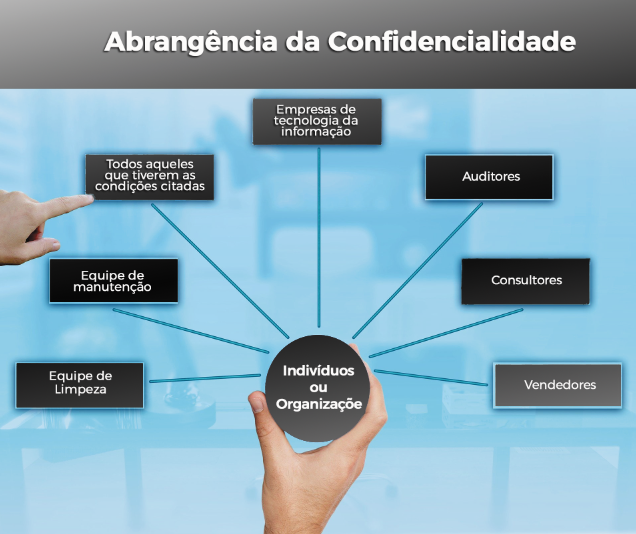 Abrangência da Confidencialidade
Empresas de
tecnologia da
informação
Todos aqueles
que tiverem as
condições citadas
Auditores
Equipe de
manutenção
Consultores
Equipe de
Limpeza
Indivíduos
ou
Organizaçõe
Vendedores